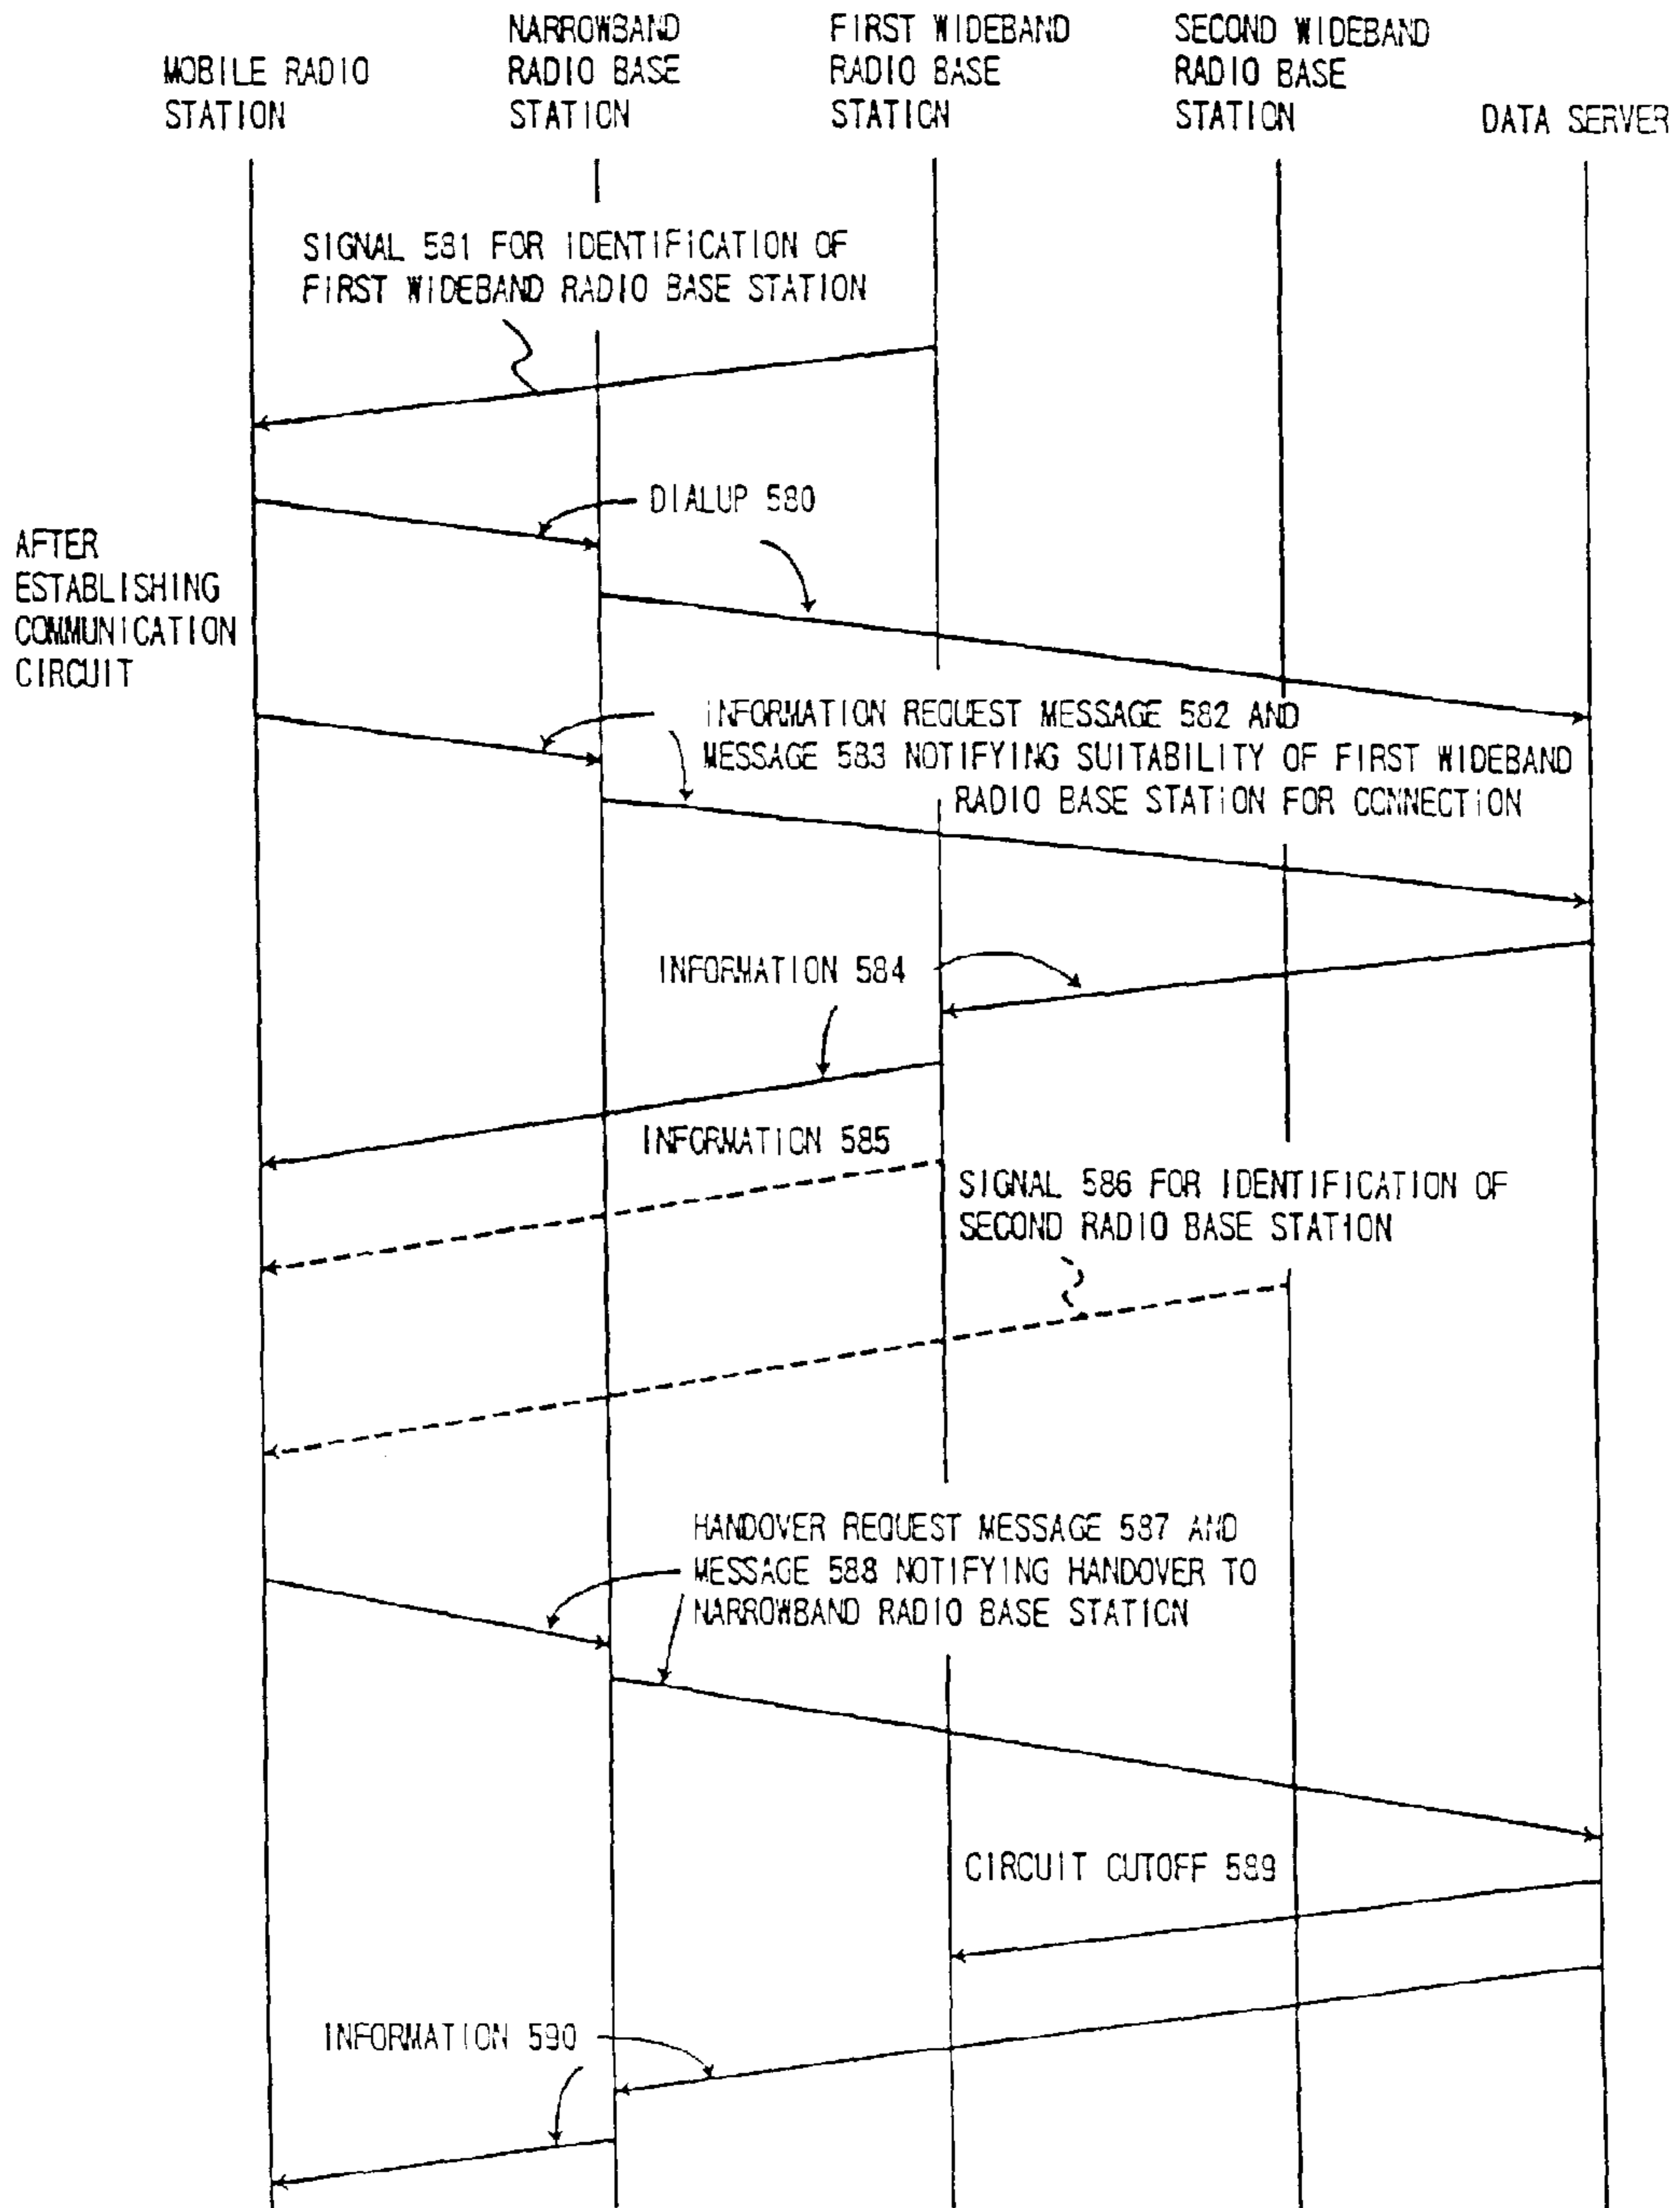 MOBILE RADIO
STATION
NARROWBAND
RADIO BASE
STATION
FIRST WIDEBAND
RADIO BASE
STATION
SECOND WIDEBAND
RADIO BASE
STATION
DATA SERVER
SIGNAL 581 FOR IDENTIFICATION OF
FIRST WIDEBAND RADIO BASE STATION
DIALUP 580
AFTER
ESTABLISHING
COMMUNICATION
CIRCUIT
INFORMATION REQUEST MESSAGE 582 AND
MESSAGE 583 NOTIFYING SUITABILITY OF FIRST WIDEBAND
RADIO BASE STATION FOR CONNECTION
INFORMATION 584
INFORMATION 585
SIGNAL 586 FOR IDENTIFICATION OF
SECOND RADIO BASE STATION
HANDOVER REQUEST MESSAGE 587 AND
MESSAGE 588 NOTIFYING HANDOVER TO
NARROWBAND RADIO BASE STATION
CIRCUIT CUTOFF 589
INFORMATION 590